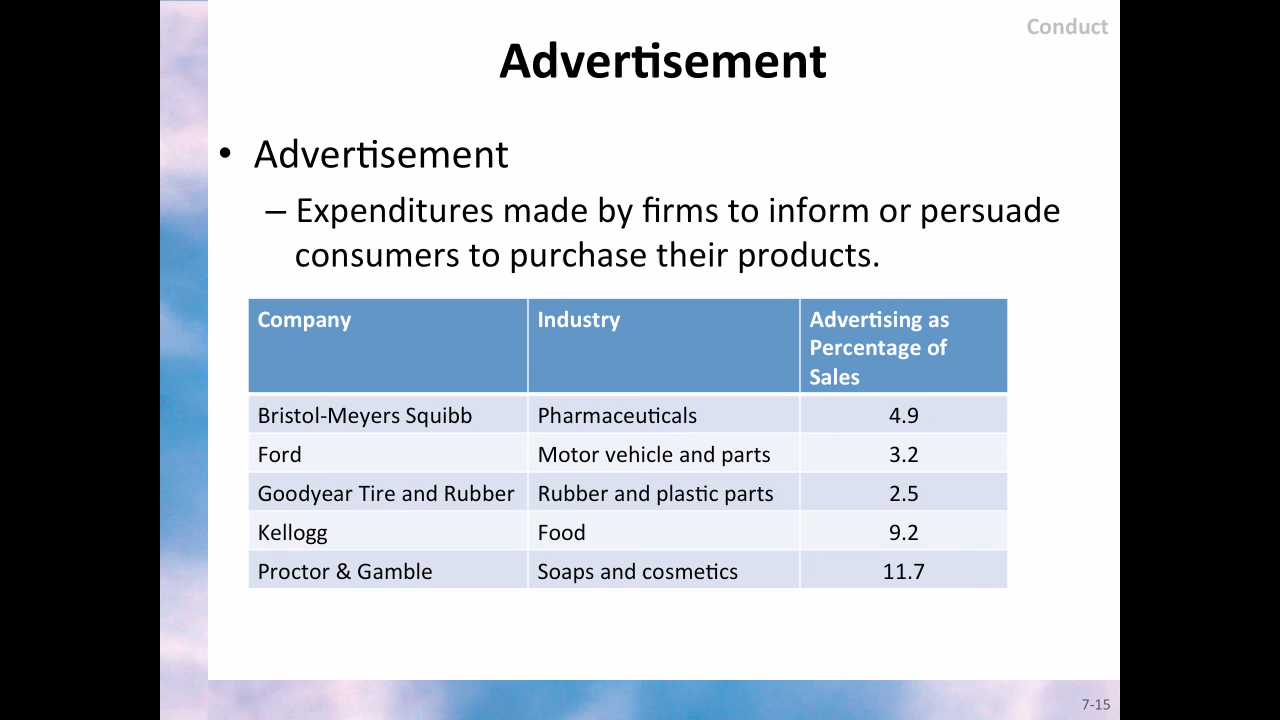 Conduct
Advertisement
• Advertisement
– Expenditures made by firms to inform or persuade
consumers to purchase their products.
Company Industry Advertising as
Percentage of
Sales
Bristol-Meyers Squibb Pharmaceuticals 4.9
Ford Motor vehicle and parts 3.2
Goodyear Tire and Rubber Rubber and plastic parts 2.5
Kellogg Food 9.2
Proctor & Gamble Soaps and cosmetics 11.7
7-15